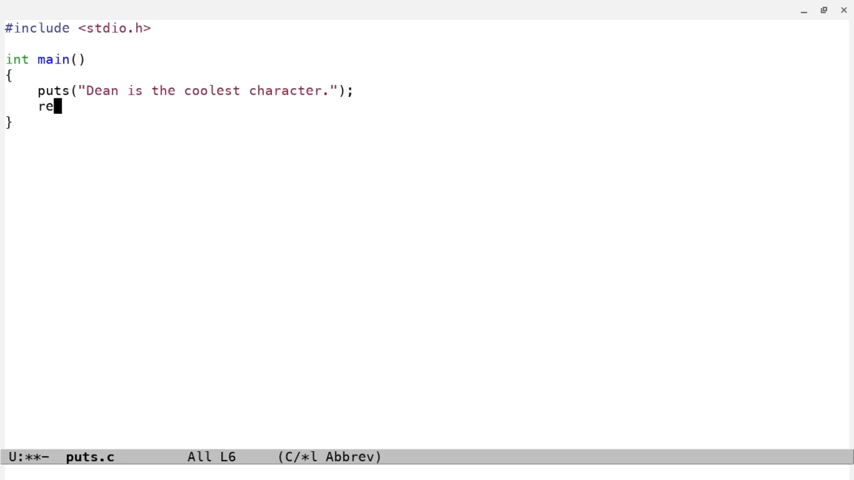 #include <stdio.h>
int main()
{
puts("Dean is the coolest character.");
re
}
U:**-  puts.c         All L6     (C/*l Abbrev)